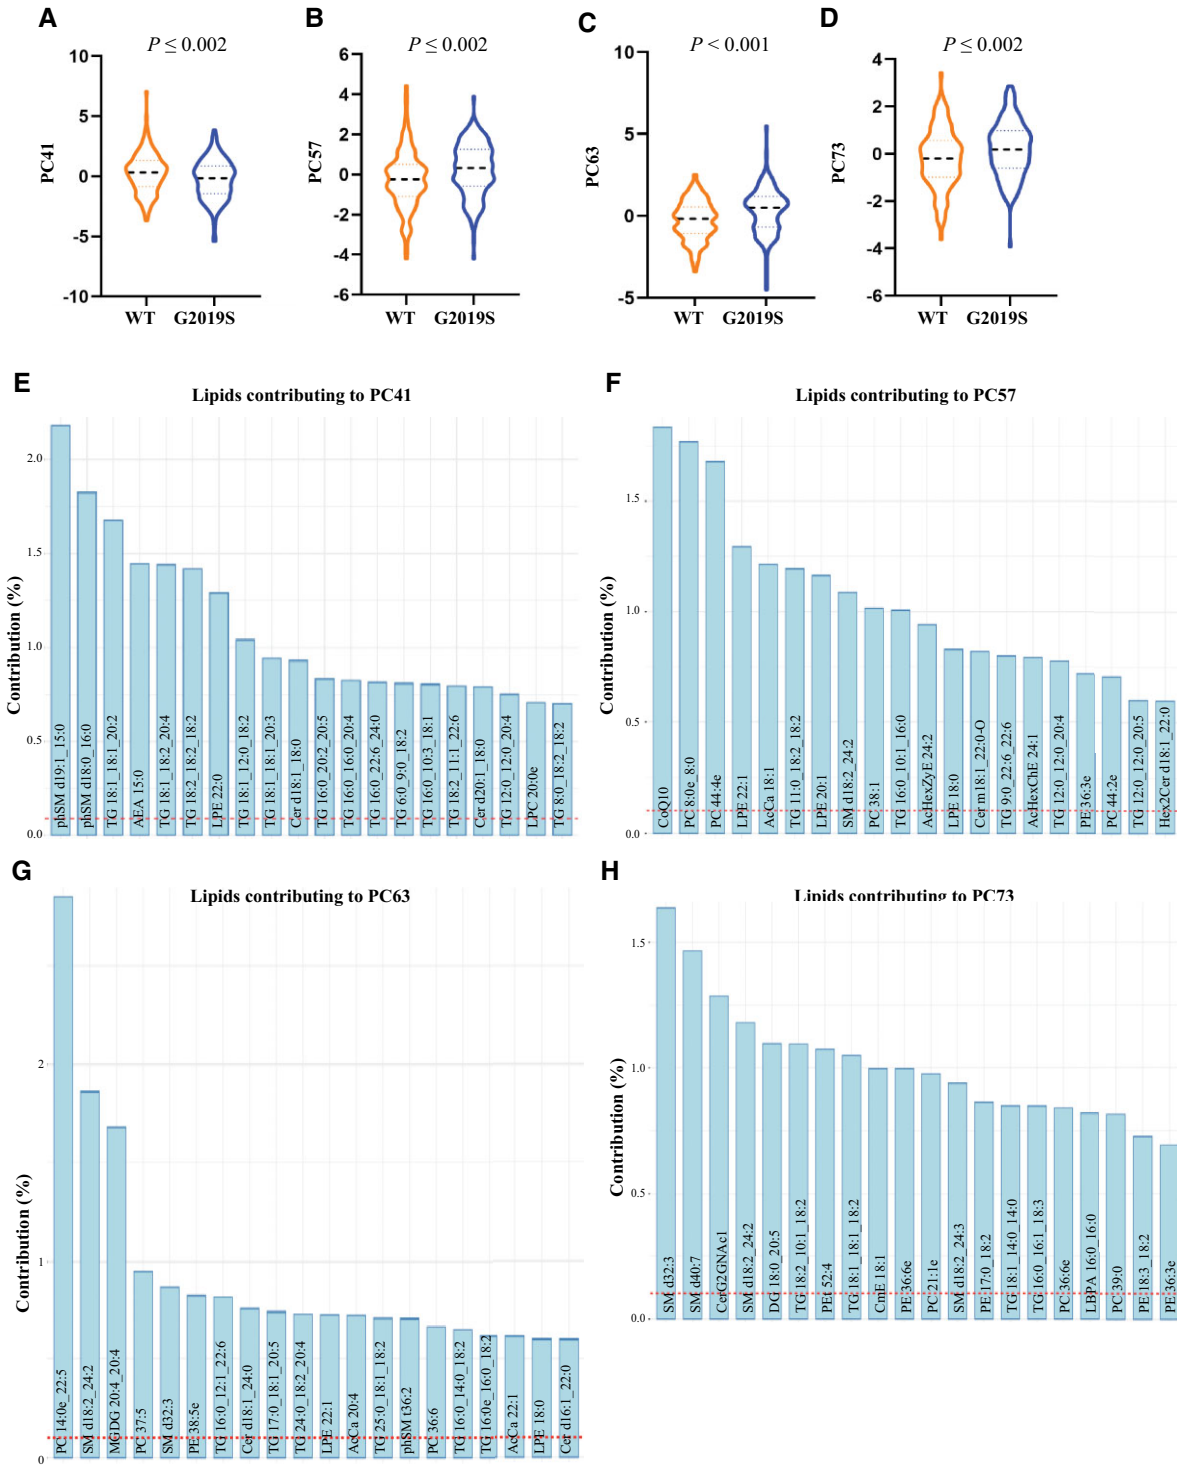 A
P ≤ 0.002
PC41
10
5
0
-5
-10
WT
G2019S
B
P ≤ 0.002
PC57
6
4
2
0
-2
-4
-6
WT
G2019S
C
P < 0.001
PC63
10
5
0
-5
WT
G2019S
D
P ≤ 0.002
PC73
4
2
0
-2
-4
-6
WT
G2019S
E
Lipids contributing to PC41
Contribution (%)
2.0
1.5
1.0
0.5
0.0
phSM d19:1_15:0
phSM d18:0_16:0
TG 18:1_18:1_20:2
AEA 15:0
TG 18:1_18:2_20:4
TG 18:2_18:2_18:2
LPE 22:0
TG 18:1_12:0_18:2
TG 18:1_18:1_20:3
Cer d18:1_18:0
TG 16:0_20:2_20:5
TG 16:0_16:0_20:4
TG 16:0_22:6_24:0
TG 6:0_9:0_18:2
TG 16:0_10:3_18:1
TG 18:2_11:1_22:6
Cer d20:1_18:0
TG 12:0_12:0_20:4
LPC 20:0e
TG 8:0_18:2_18:2
F
Lipids contributing to PC57
Contribution (%)
1.5
1.0
0.5
0.0
CoQ10
PC 8:0e_8:0
PC 44:4e
LPE 22:1
AcCa 18:1
TG 11:0_18:2_18:2
LPE 20:1
SM d18:2_24:2
PC 38:1
TG 16:0_10:1_16:0
AcHexZyE 24:2
LPE 18:0
Cerm18:1_22:0-O
TG 9:0_22:6_22:6
AcHexChE 24:1
TG 12:0_12:0_20:4
PE 36:3e
PC 44:2e
TG 12:0_12:0_20:5
Hex2Cer d18:1_22:0
G
Lipids contributing to PC63
Contribution (%)
2
1
0
PC 14:0e_22:5
SM d18:2_24:2
MGDG 20:4_20:4
PC 37:5
SM d32:3
PE 38:5e
TG 16:0_12:1_22:6
Cer d18:1_24:0
TG 17:0_18:1_20:5
TG 24:0_18:2_20:4
LPE 22:1
AcCa 20:4
TG 25:0_18:1_18:2
phSM t36:2
PC 36:6
TG 16:0_14:0_18:2
TG 16:0e_16:0_18:2
AcCa 22:1
LPE 18:0
Cer d16:1_22:0
H
Lipids contributing to PC73
Contribution (%)
1.5
1.0
0.5
0.0
SM d32:3
SM d40:7
CerG2GNAc1
SM d18:2_24:2
DG 18:0_20:5
TG 18:2_10:1_18:2
PEt 52:4
TG 18:1_18:1_18:2
CmE 18:1
PE 36:6e
PC 21:1e
SM d18:2_24:3
PE 17:0_18:2
TG 18:1_14:0_14:0
TG 16:0_16:1_18:3
PC 36:6e
LBPA 16:0_16:0
PC 39:0
PE 18:3_18:2
PE 36:3e